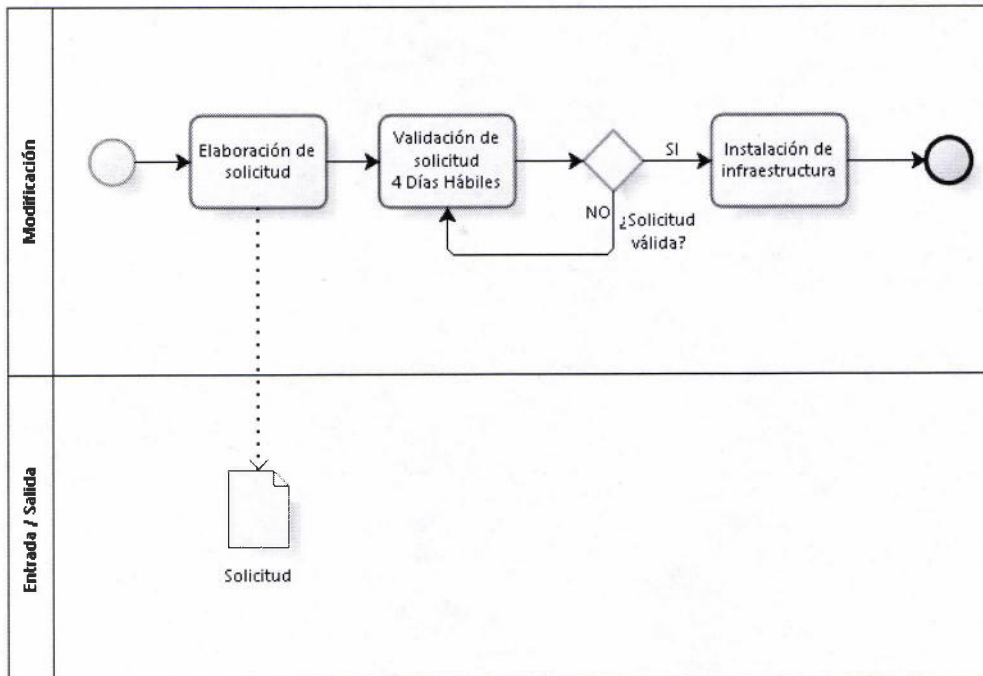 Modificación
Elaboración de
solicitud
Validación de
solicitud
4 Días Hábiles
SI
NO
¿Solicitud
válida?
Instalación de
infraestructura
Entrada / Salida
Solicitud